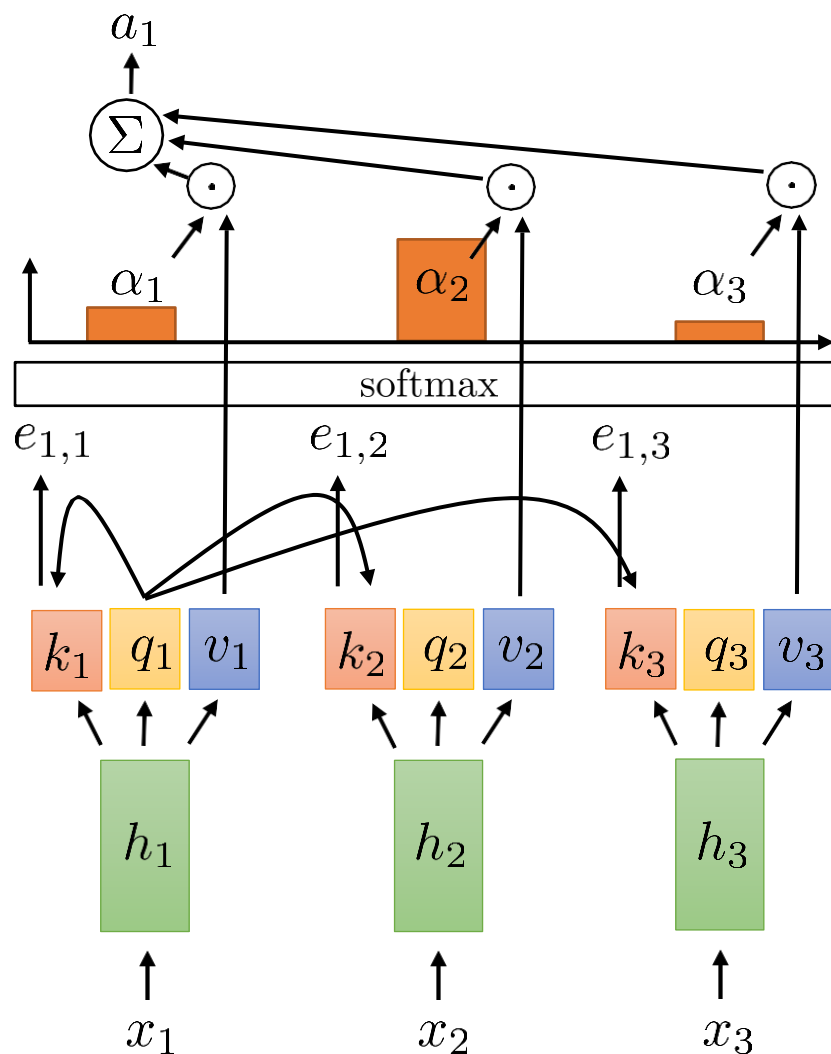 a₁
Σ
α₁ α₂ α₃
softmax
e₁,₁ e₁,₂ e₁,₃
k₁ q₁ v₁ k₂ q₂ v₂ k₃ q₃ v₃
h₁ h₂ h₃
x₁ x₂ x₃